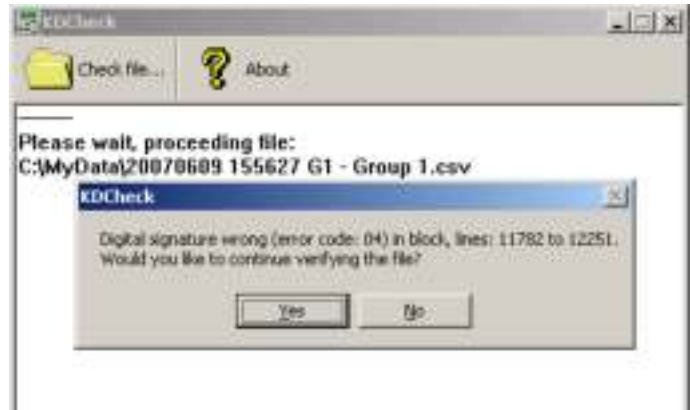 KDCheck
Check file...
About
Please wait, proceeding file:
C:\MyData\20070609 155627 G1 - Group 1.csv
KDCheck
Digital signature wrong (error code: 04) in block, lines: 11782 to 12251.
Would you like to continue verifying the file?
Yes
No